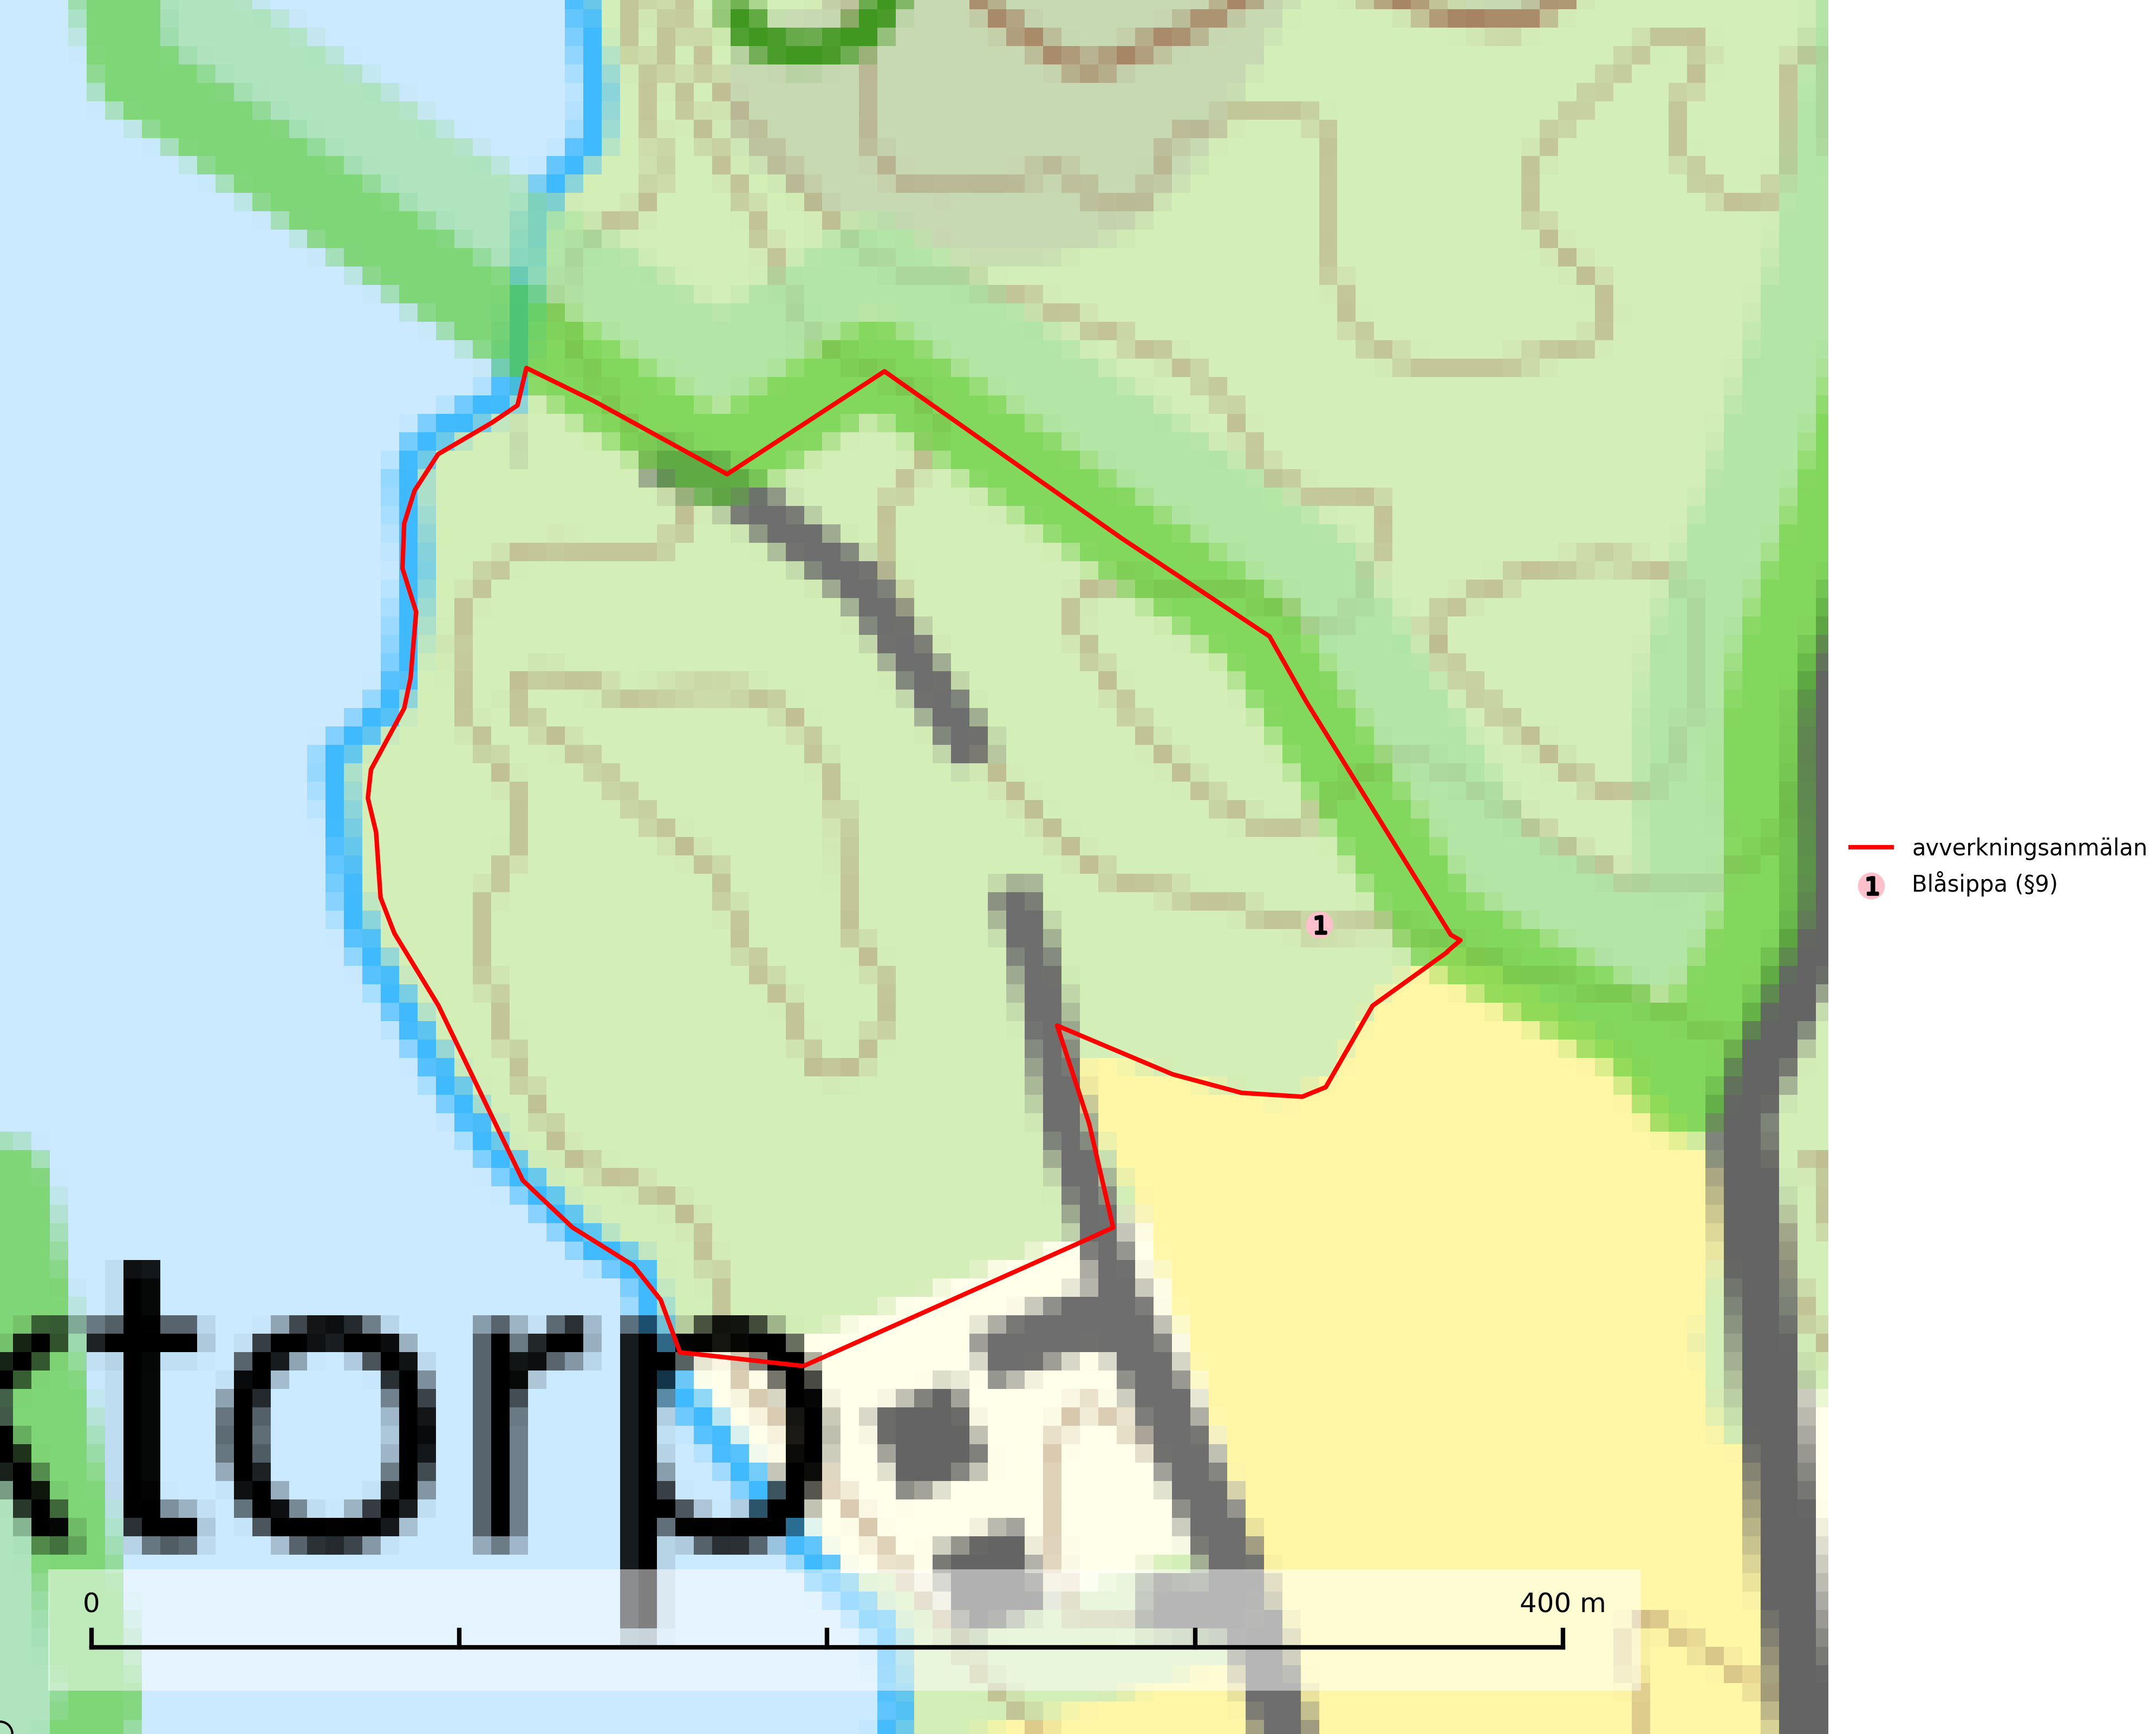 1
avverkningsanmälan
1 Blåsippa (§9)
torp
0 400 m